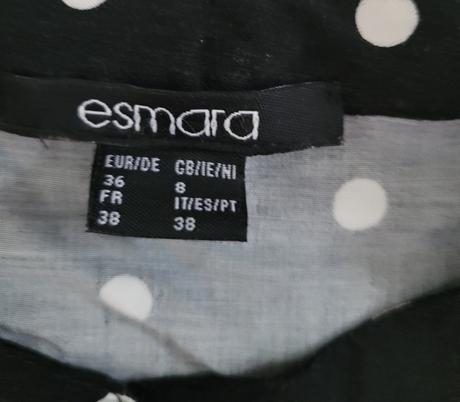 esmara
EUR/DE GB/IE/NI
36 8
FR IT/ES/PT
38 38